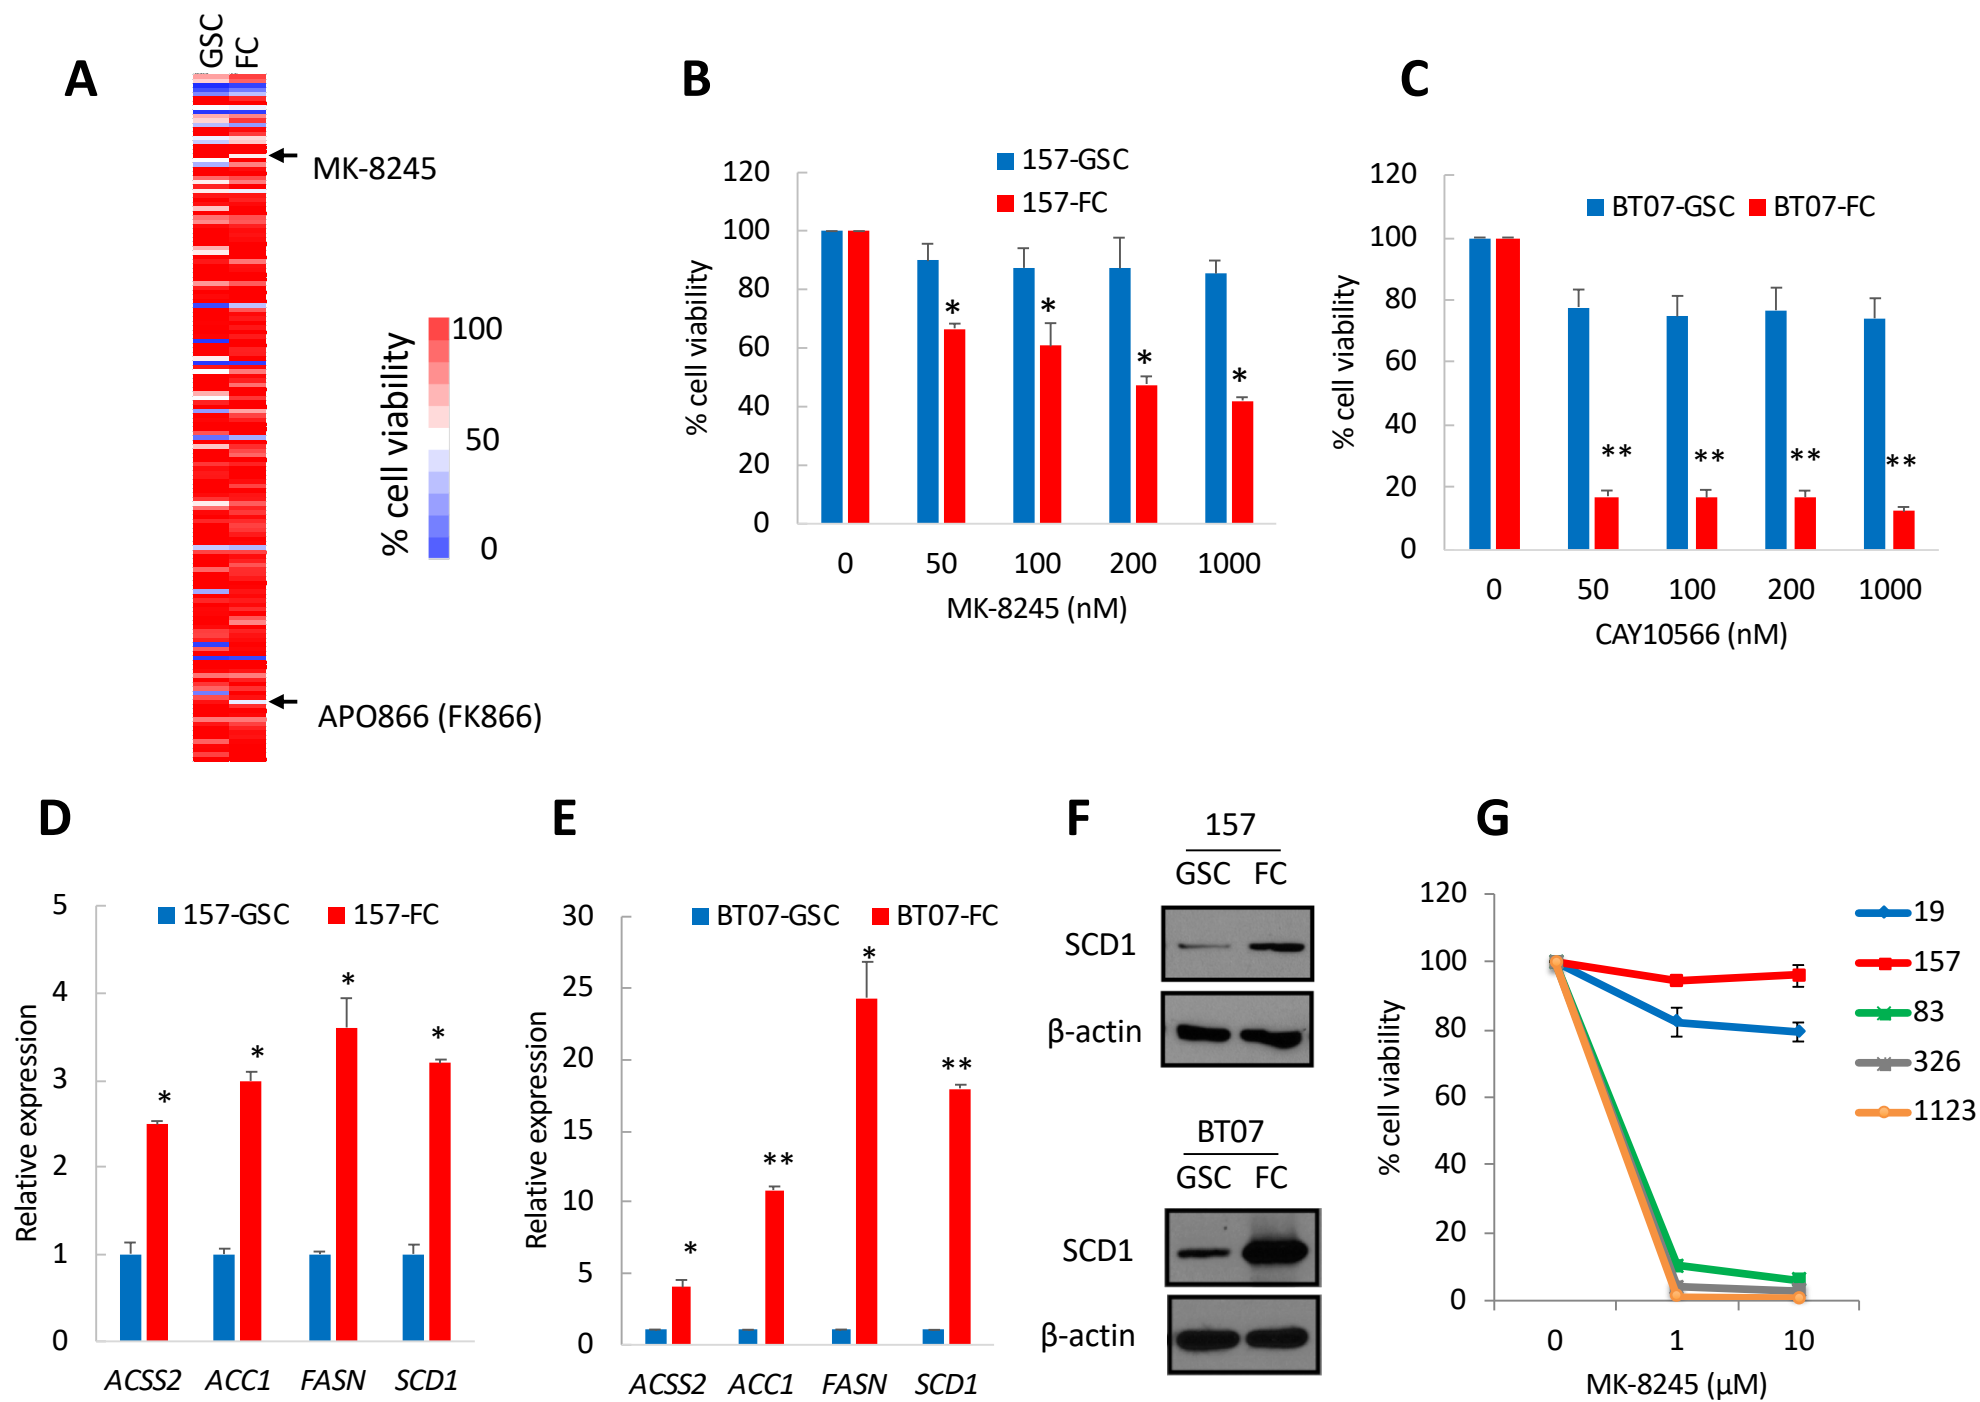 A
GSC
FC
MK-8245
APO866 (FK866)
% cell viability
100
50
0
B
157-GSC
157-FC
120
100
80
60
40
20
0
% cell viability
*
*
*
*
0 50 100 200 1000
MK-8245 (nM)
C
BT07-GSC BT07-FC
120
100
80
60
40
20
0
% cell viability
**
**
**
**
0 50 100 200 1000
CAY10566 (nM)
D
157-GSC 157-FC
5
4
3
2
1
0
Relative expression
*
*
*
*
ACSS2 ACC1 FASN SCD1
E
BT07-GSC BT07-FC
30
25
20
15
10
5
0
Relative expression
*
**
*
**
ACSS2 ACC1 FASN SCD1
F
157
GSC FC
SCD1
β-actin
BT07
GSC FC
SCD1
β-actin
G
120
100
80
60
40
20
0
% cell viability
19
157
83
326
1123
0 1 10
MK-8245 (μM)